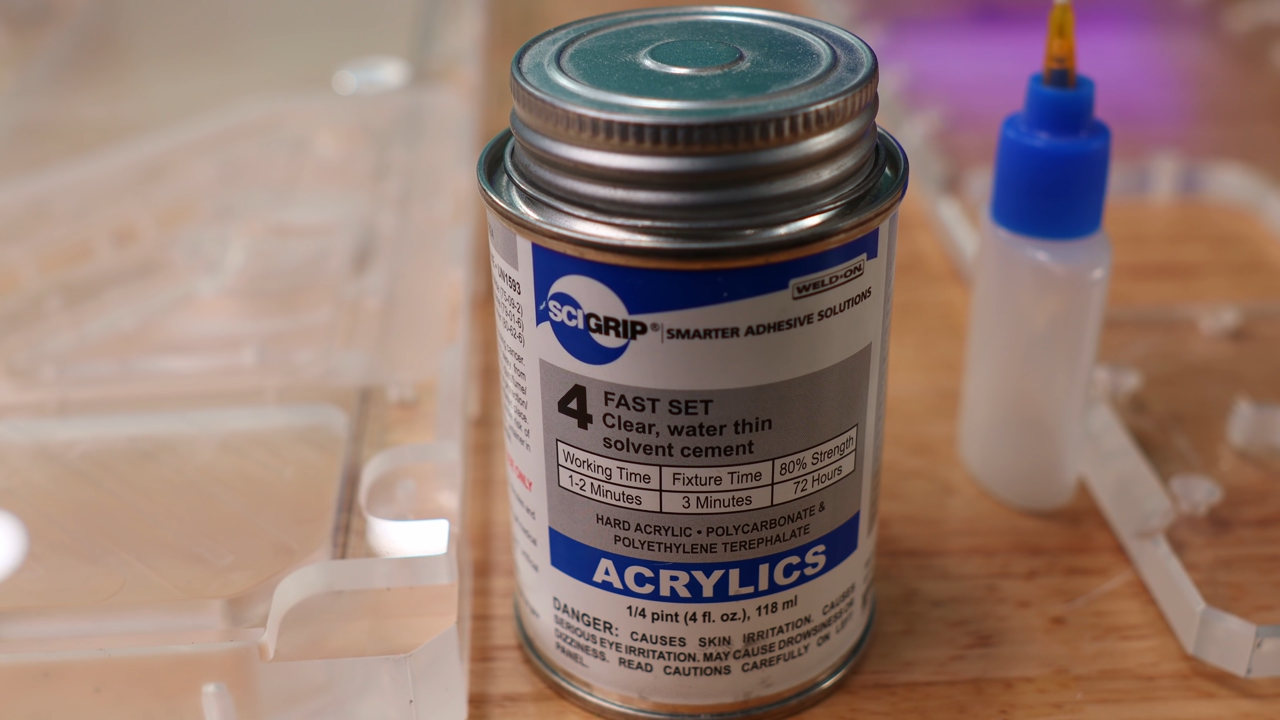 WELD-ON
SCIGRIP® | SMARTER ADHESIVE SOLUTIONS
4 FAST SET
Clear, water thin
solvent cement
Working Time Fixture Time 80% Strength
1-2 Minutes 3 Minutes 72 Hours
HARD ACRYLIC • POLYCARBONATE &
POLYETHYLENE TEREPHALATE
ACRYLICS
1/4 pint (4 fl. oz.), 118 ml
DANGER: CAUSES SKIN IRRITATION. CAUSES
SERIOUS EYE IRRITATION. MAY CAUSE DROWSINESS OR
DIZZINESS. READ CAUTIONS CAREFULLY ON LEFT
PANEL.
UN1593
ONLY